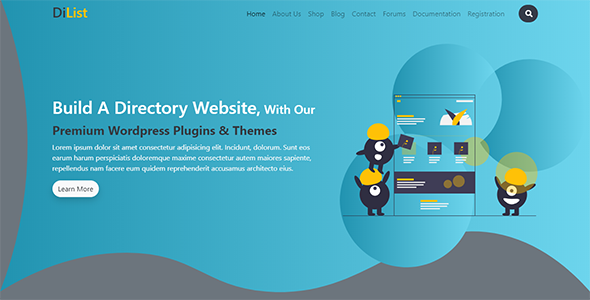 DiList
Home About Us Shop Blog Contact Forums Documentation Registration
Build A Directory Website, With Our
Premium Wordpress Plugins & Themes
Lorem ipsum dolor sit amet consectetur adipisicing elit. Incidunt, dolorum. Sunt eos
earum harum perspiciatis doloremque maxime consectetur autem maiores sapiente,
repellendus nam facere eum quidem reprehenderit accusamus architecto eius.
Learn More